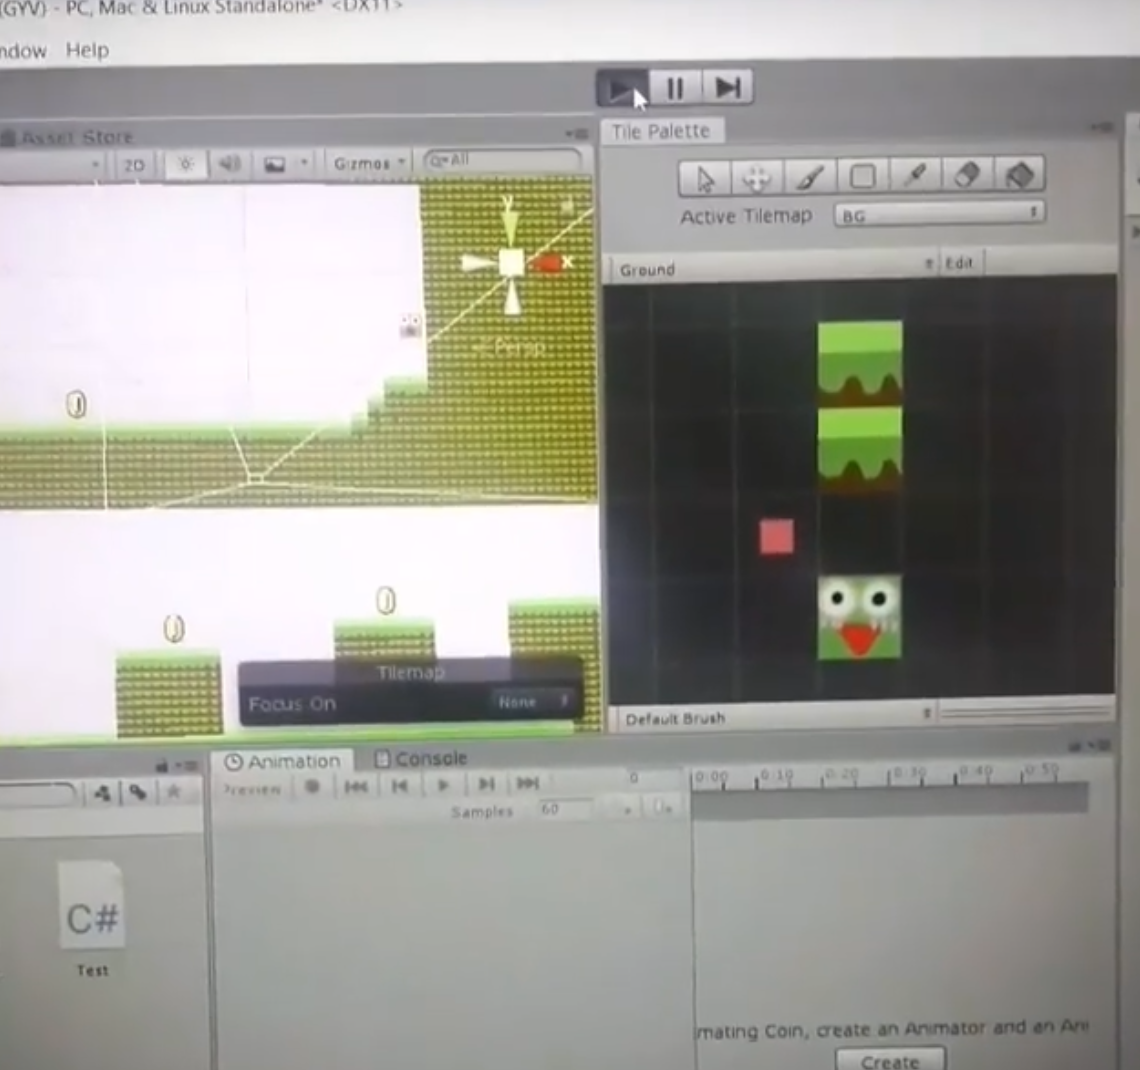 (GYV) - PC, Mac & Linux Standalone* <DX11>
ndow Help
Asset Store
Tile Palette
2D
Gizmos
All
Active Tilemap BG
y
x
Persp
Ground
Edit
Tilemap
Focus On None
Default Brush
Animation
Console
Preview
0
0:00 0:10 0:20 0:30 0:40 0:50
Samples 60
C#
Test
mating Coin, create an Animator and an Ani
Create